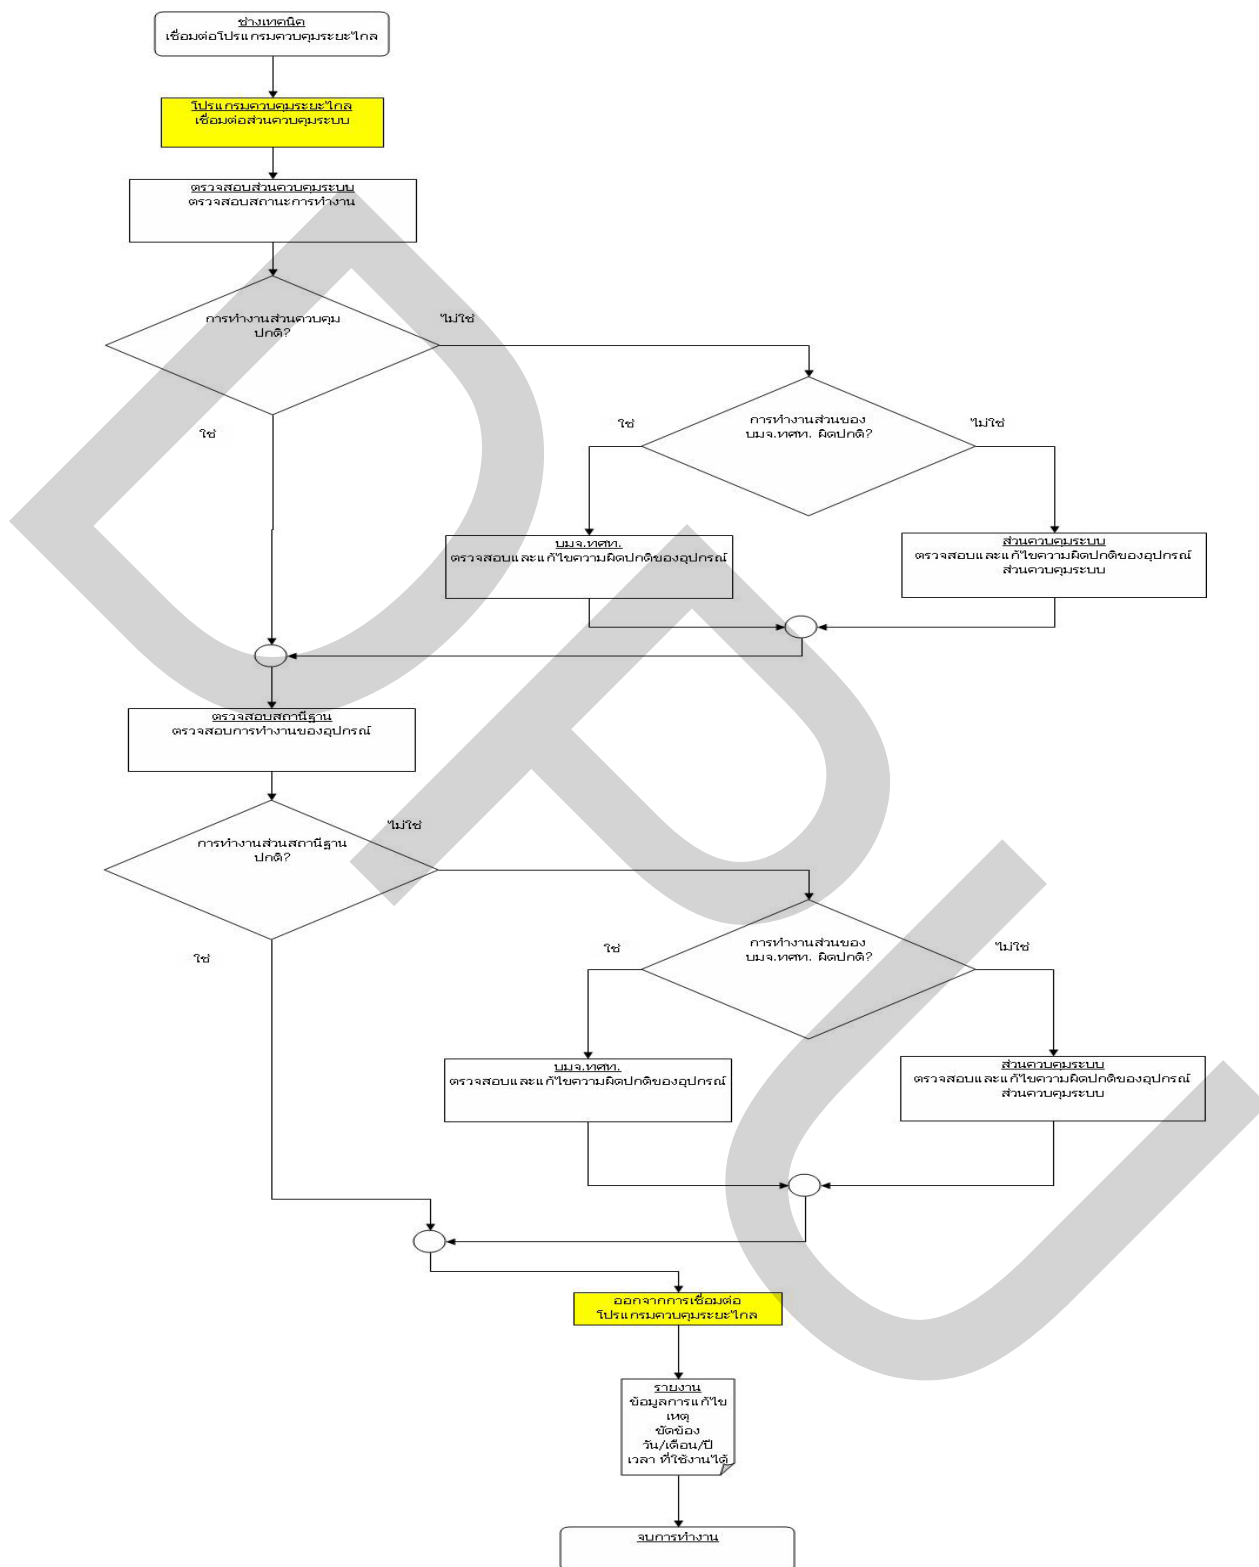 ช่างเทคนิค
เชื่อมต่อโปรแกรมควบคุมระยะไกล
โปรแกรมควบคุมระยะไกล
เชื่อมต่อส่วนควบคุมระบบ
ตรวจสอบส่วนควบคุมระบบ
ตรวจสอบสถานะการทำงาน
การทำงานส่วนควบคุม
ปกติ?
ไม่ใช่
ใช่
การทำงานส่วนของ
บมจ.ทศท. ผิดปกติ?
ใช่
ไม่ใช่
บมจ.ทศท.
ตรวจสอบและแก้ไขความผิดปกติของอุปกรณ์
ส่วนควบคุมระบบ
ตรวจสอบและแก้ไขความผิดปกติของอุปกรณ์
ส่วนควบคุมระบบ
ตรวจสอบสถานีฐาน
ตรวจสอบการทำงานของอุปกรณ์
การทำงานส่วนสถานีฐาน
ปกติ?
ไม่ใช่
ใช่
การทำงานส่วนของ
บมจ.ทศท. ผิดปกติ?
ใช่
ไม่ใช่
บมจ.ทศท.
ตรวจสอบและแก้ไขความผิดปกติของอุปกรณ์
ส่วนควบคุมระบบ
ตรวจสอบและแก้ไขความผิดปกติของอุปกรณ์
ส่วนควบคุมระบบ
ออกจากการเชื่อมต่อ
โปรแกรมควบคุมระยะไกล
รายงาน
ข้อมูลการแก้ไข
เหตุ
ขัดข้อง
วัน/เดือน/ปี
เวลา ที่ใช้งานได้
จบการทำงาน
DPU